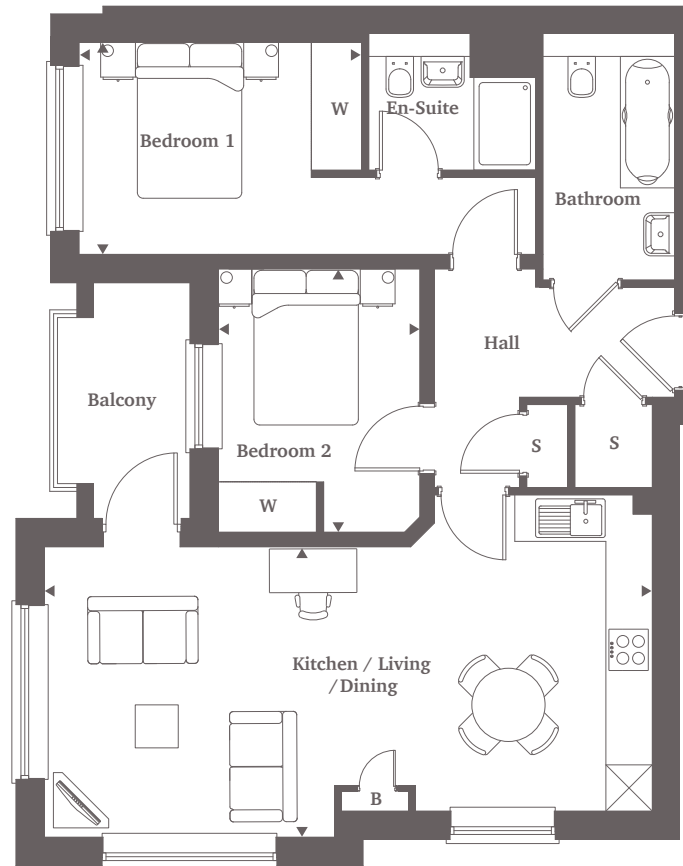 W
En-Suite
Bedroom 1
Bathroom
Hall
Balcony
Bedroom 2
S
S
W
Kitchen / Living
/Dining
B